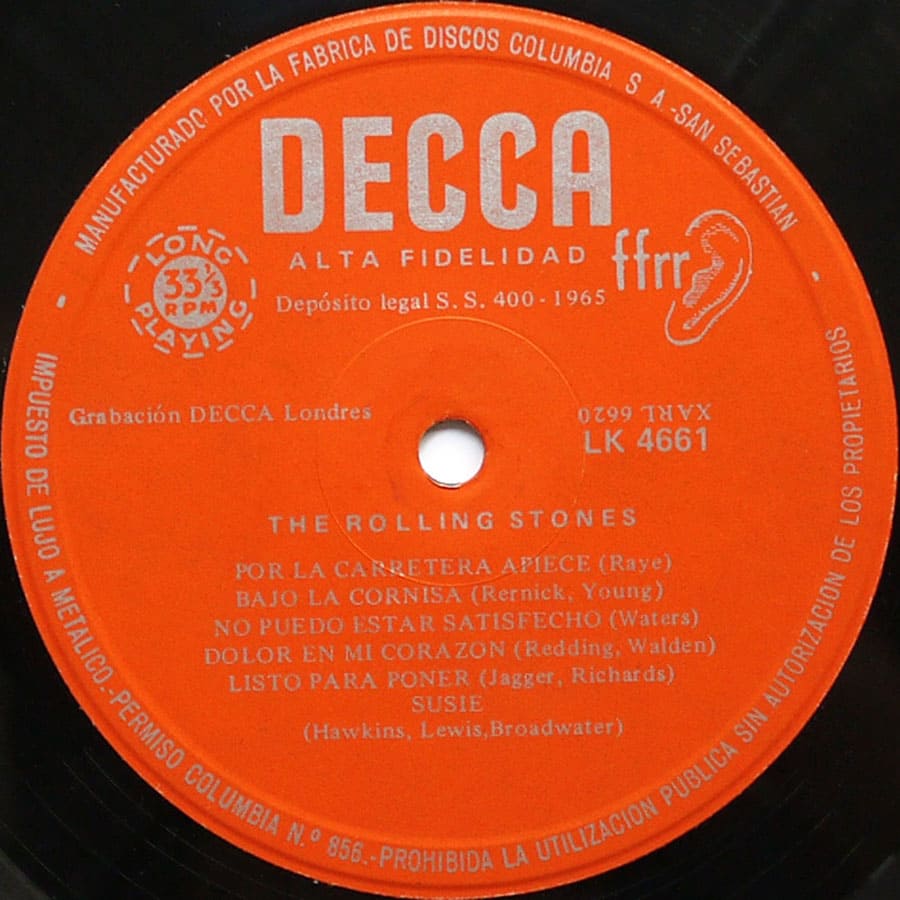 MANUFACTURADO POR LA FABRICA DE DISCOS COLUMBIA S A.-SAN SEBASTIAN
DECCA
ALTA FIDELIDAD
ffrr
LONG
33⅓
RPM
PLAYING
Depósito legal S. S. 400 - 1965
Grabación DECCA Londres
XARL 6620
LK 4661
THE ROLLING STONES
POR LA CARRETERA APIECE (Raye)
BAJO LA CORNISA (Rernick, Young)
NO PUEDO ESTAR SATISFECHO (Waters)
DOLOR EN MI CORAZON (Redding, Walden)
LISTO PARA PONER (Jagger, Richards)
SUSIE
(Hawkins, Lewis,Broadwater)
IMPUESTO DE LUJO A METALICO.-PERMISO COLUMBIA N.º 856.-PROHIBIDA LA UTILIZACION PUBLICA SIN AUTORIZACION DE LOS PROPIETARIOS